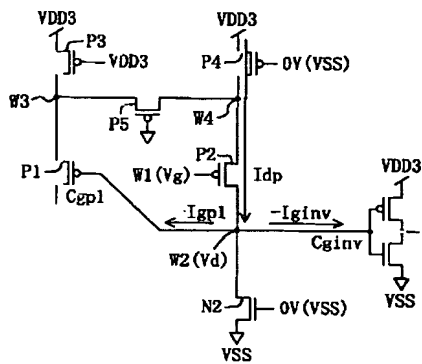 VDD3
VDD3
P3
VDD3
P4
0V(VSS)
W3
P5
W4
P2
P1
W1(Vg)
Idp
VDD3
Cgp1
-Igp1
-Iginv
Cginv
W2(Vd)
N2
0V(VSS)
VSS
VSS